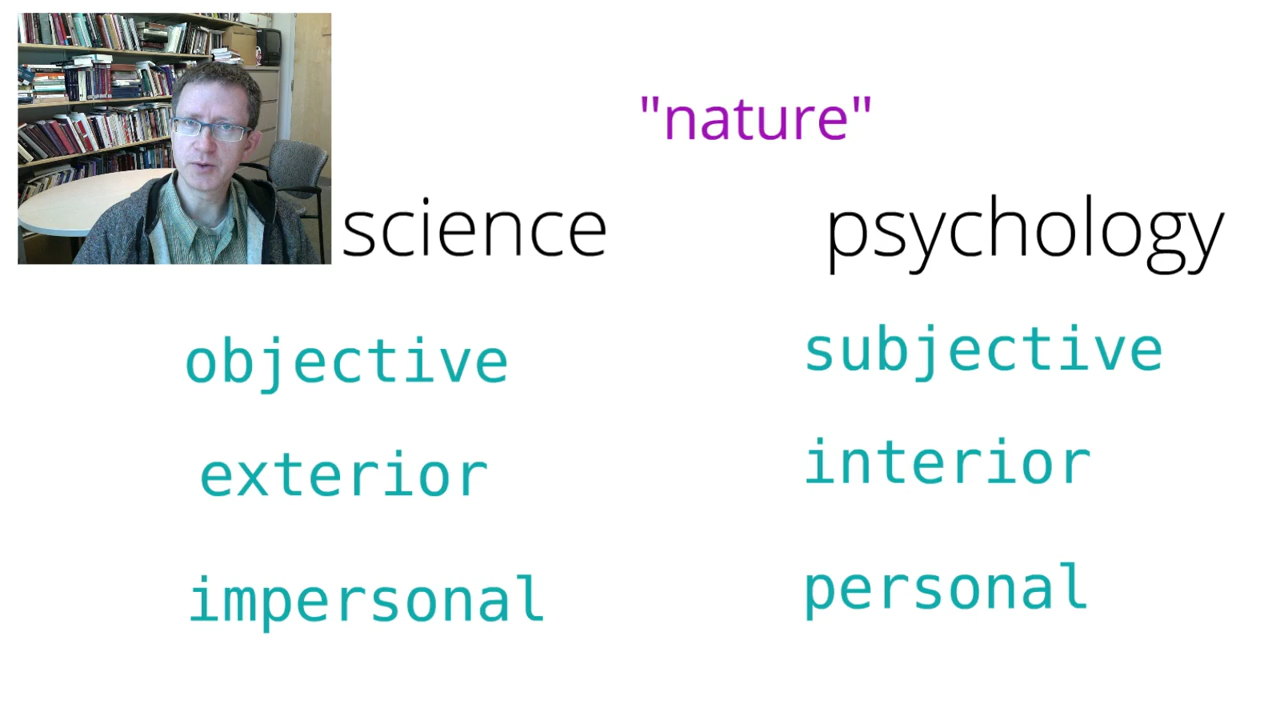 "nature"
science psychology
objective subjective
exterior interior
impersonal personal